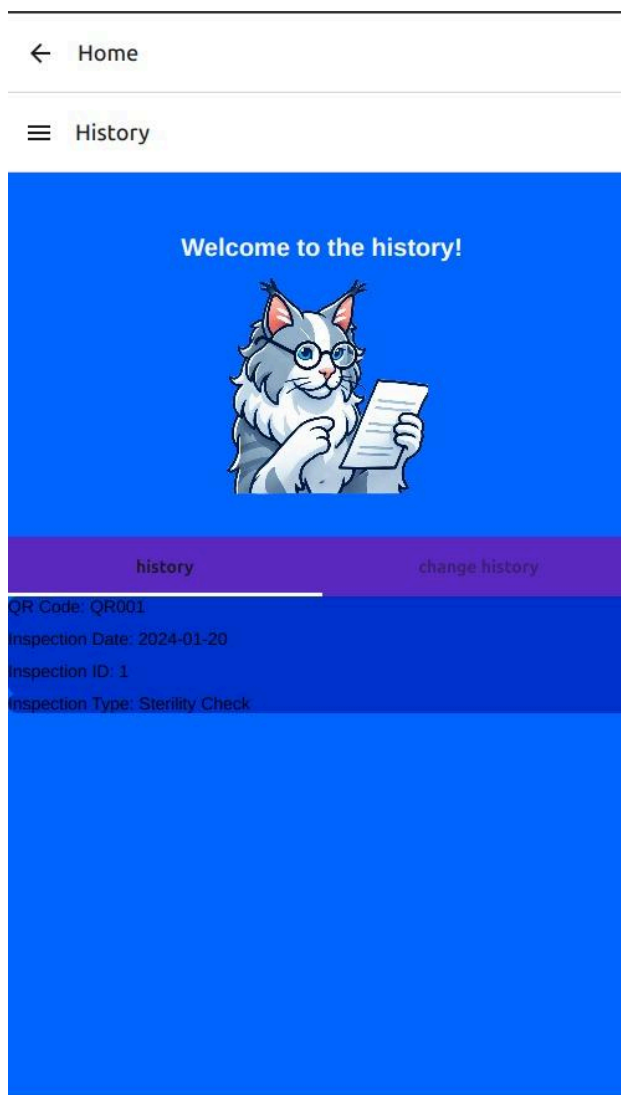 Home
History
Welcome to the history!
history
change history
QR Code: QR001
Inspection Date: 2024-01-20
Inspection ID: 1
Inspection Type: Sterility Check